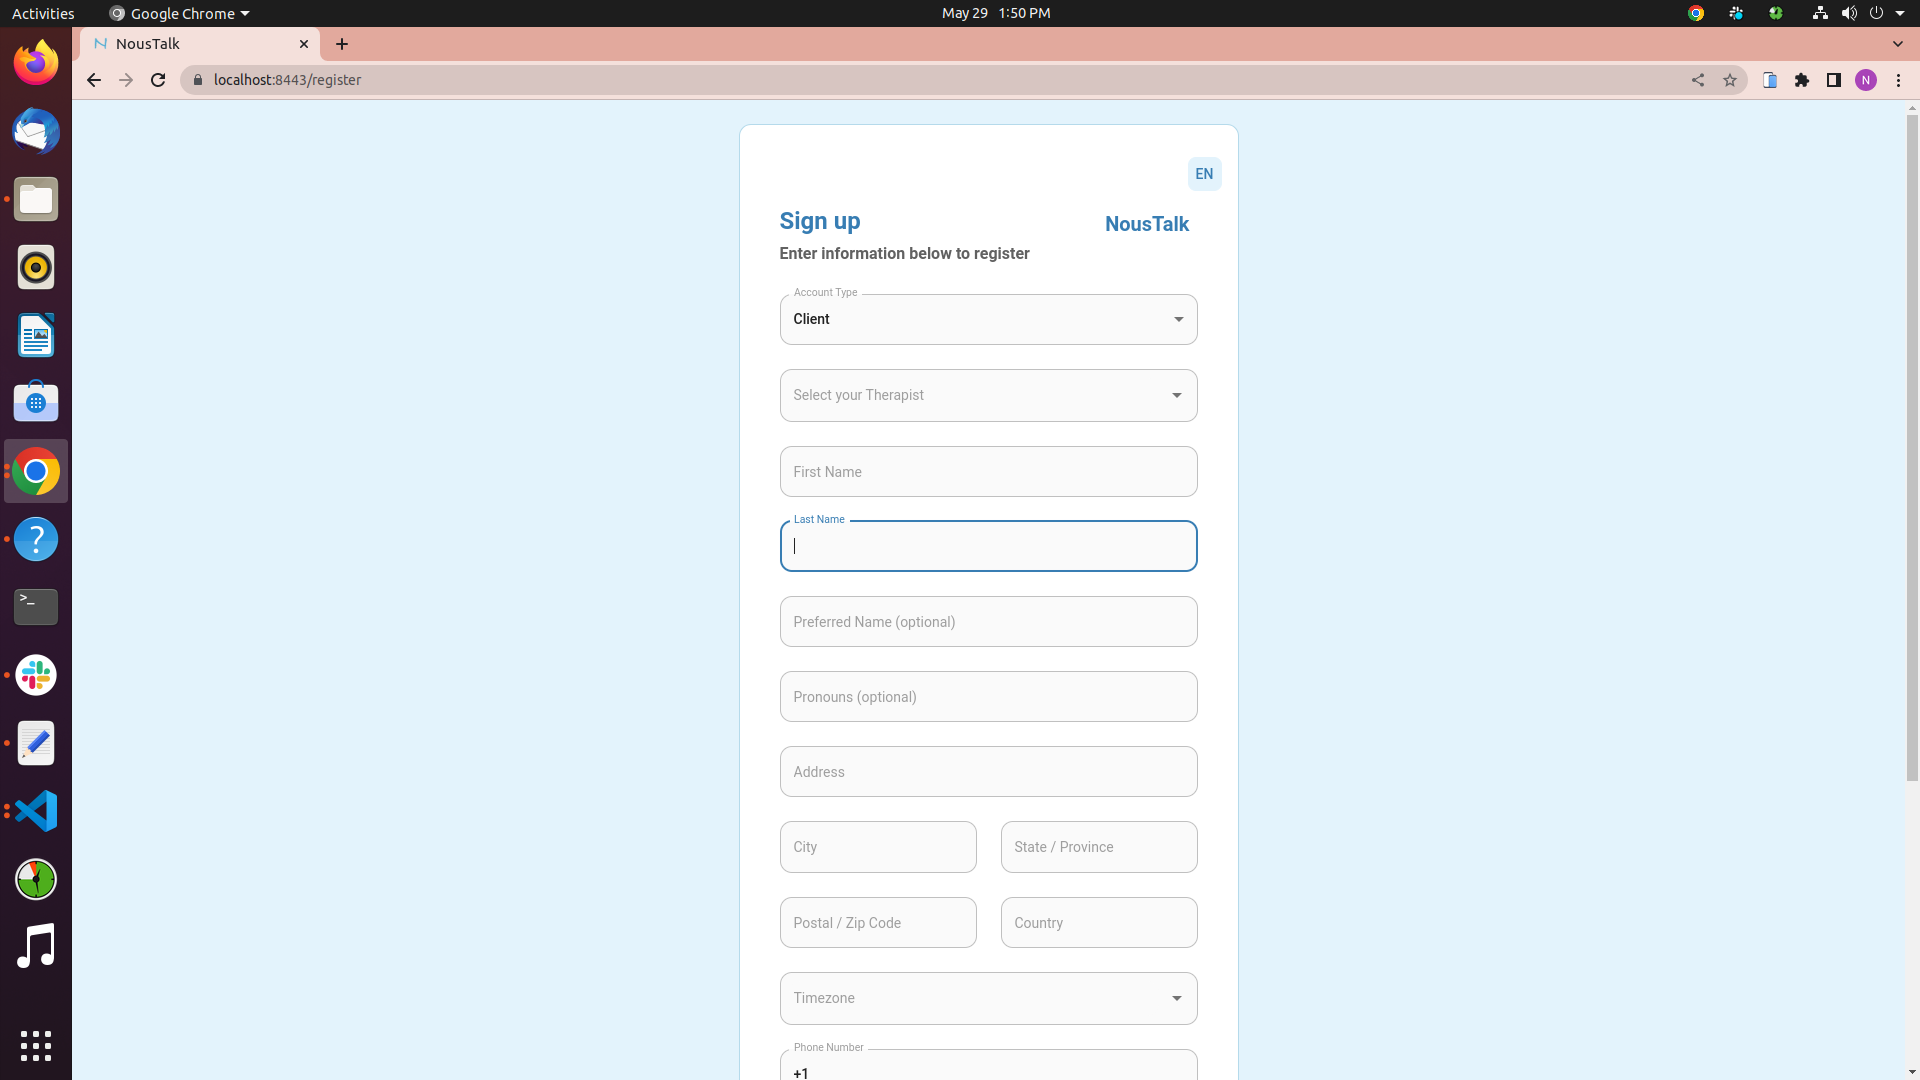 Activities
Google Chrome
May 29 1:50 PM
NousTalk
localhost:8443/register
N
EN
Sign up
NousTalk
Enter information below to register
Account Type
Client
Select your Therapist
First Name
Last Name
Preferred Name (optional)
Pronouns (optional)
Address
City
State / Province
Postal / Zip Code
Country
Timezone
Phone Number
+1